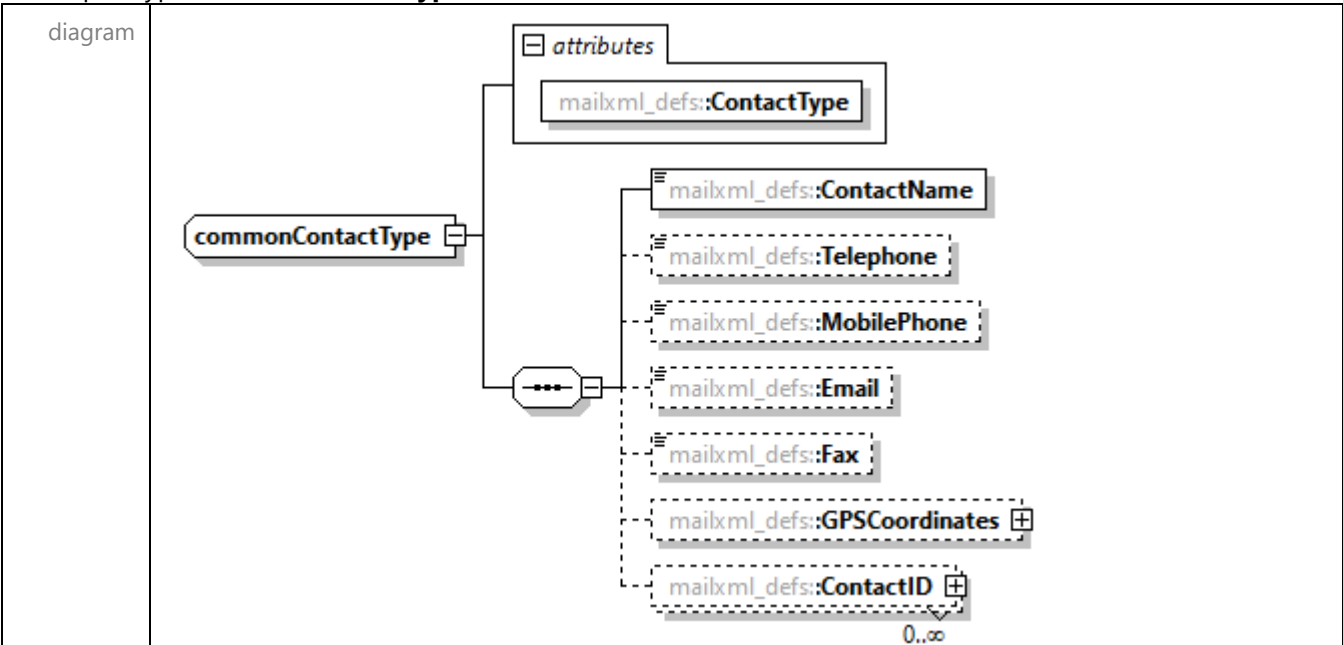 diagram
attributes
mailxml_defs::ContactType
mailxml_defs::ContactName
commonContactType
mailxml_defs::Telephone
mailxml_defs::MobilePhone
mailxml_defs::Email
mailxml_defs::Fax
mailxml_defs::GPSCoordinates
mailxml_defs::ContactID
0..∞